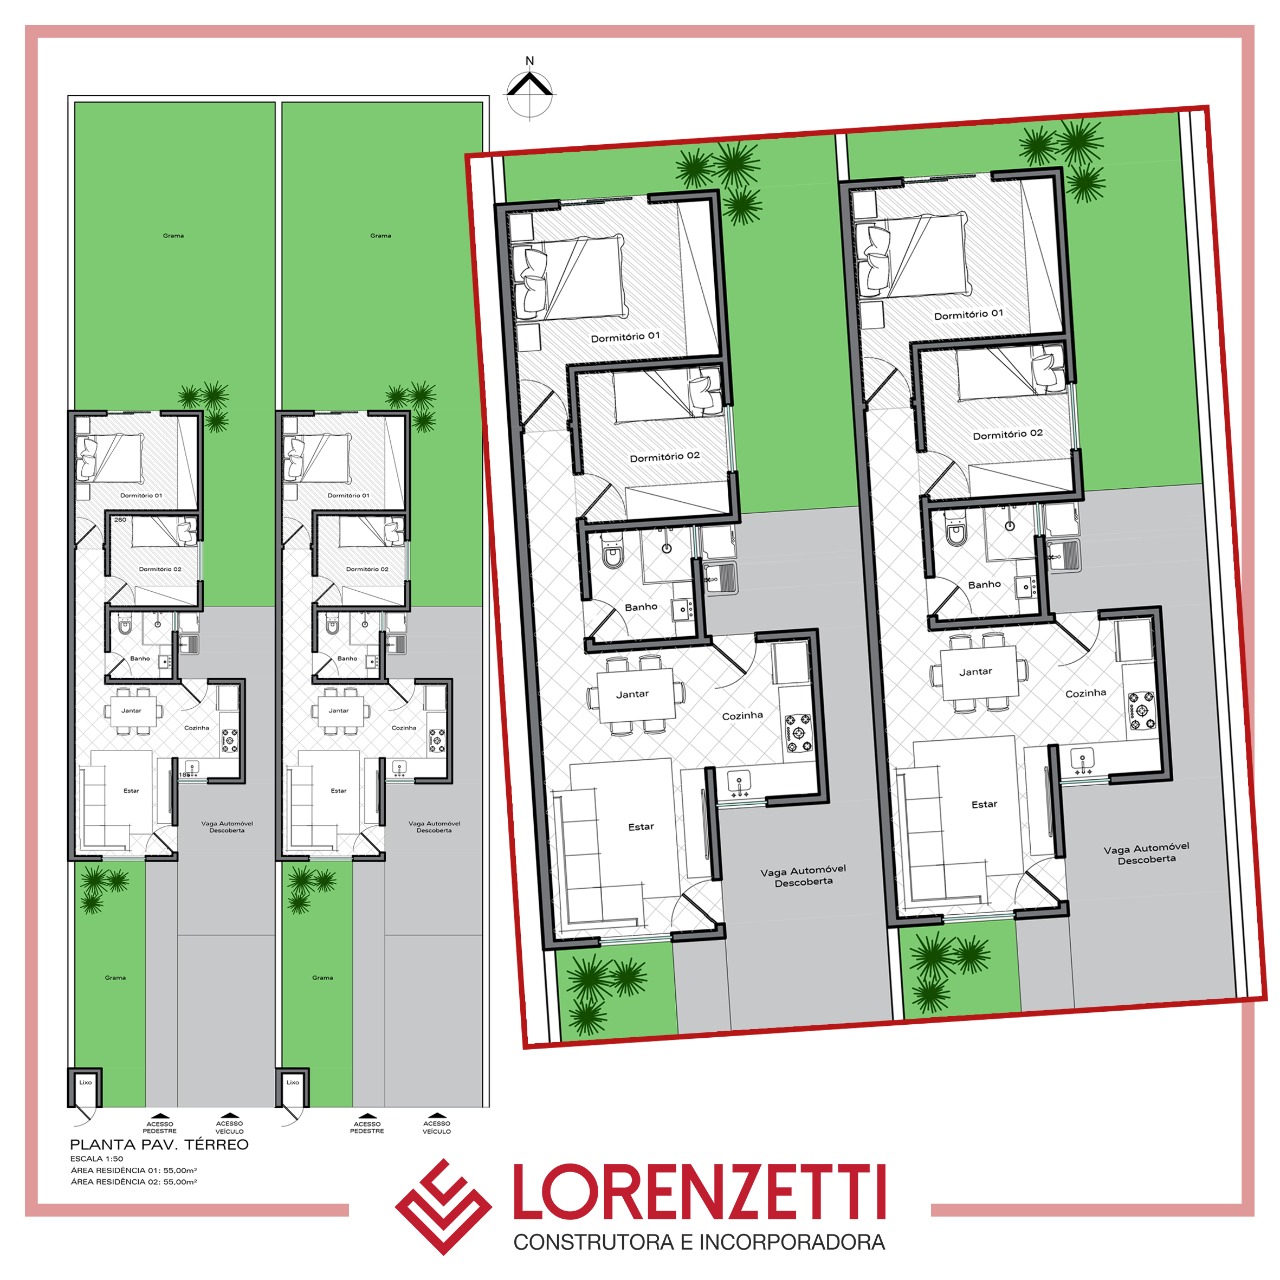 N
Grama
Grama
Dormitório 01
Dormitório 01
260
Dormitório 02
Dormitório 02
Banho
Banho
Jantar
Jantar
Cozinha
Cozinha
Estar
Estar
Vaga Automóvel
Descoberta
Vaga Automóvel
Descoberta
Grama
Grama
Lixo
Lixo
ACESSO
PEDESTRE
ACESSO
VEÍCULO
ACESSO
PEDESTRE
ACESSO
VEÍCULO
PLANTA PAV. TÉRREO
ESCALA 1:50
ÁREA RESIDÊNCIA 01: 55,00m²
ÁREA RESIDÊNCIA 02: 55,00m²
Dormitório 01
Dormitório 02
Banho
Jantar
Cozinha
Estar
Vaga Automóvel
Descoberta
Dormitório 01
Dormitório 02
Banho
Jantar
Cozinha
Estar
Vaga Automóvel
Descoberta
LORENZETTI
CONSTRUTORA E INCORPORADORA